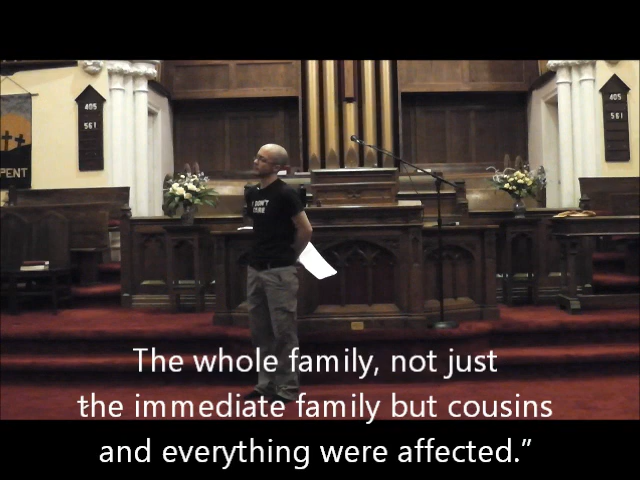 405
561
405
561
PENT
I DON'T
The whole family, not just
the immediate family but cousins
and everything were affected.”